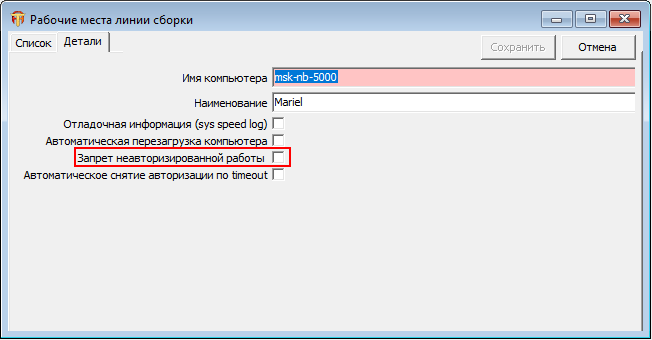 Рабочие места линии сборки
Список Детали
Сохранить Отмена
Имя компьютера msk-nb-5000
Наименование Mariel
Отладочная информация (sys speed log)
Автоматическая перезагрузка компьютера
Запрет неавторизированной работы
Автоматическое снятие авторизации по timeout